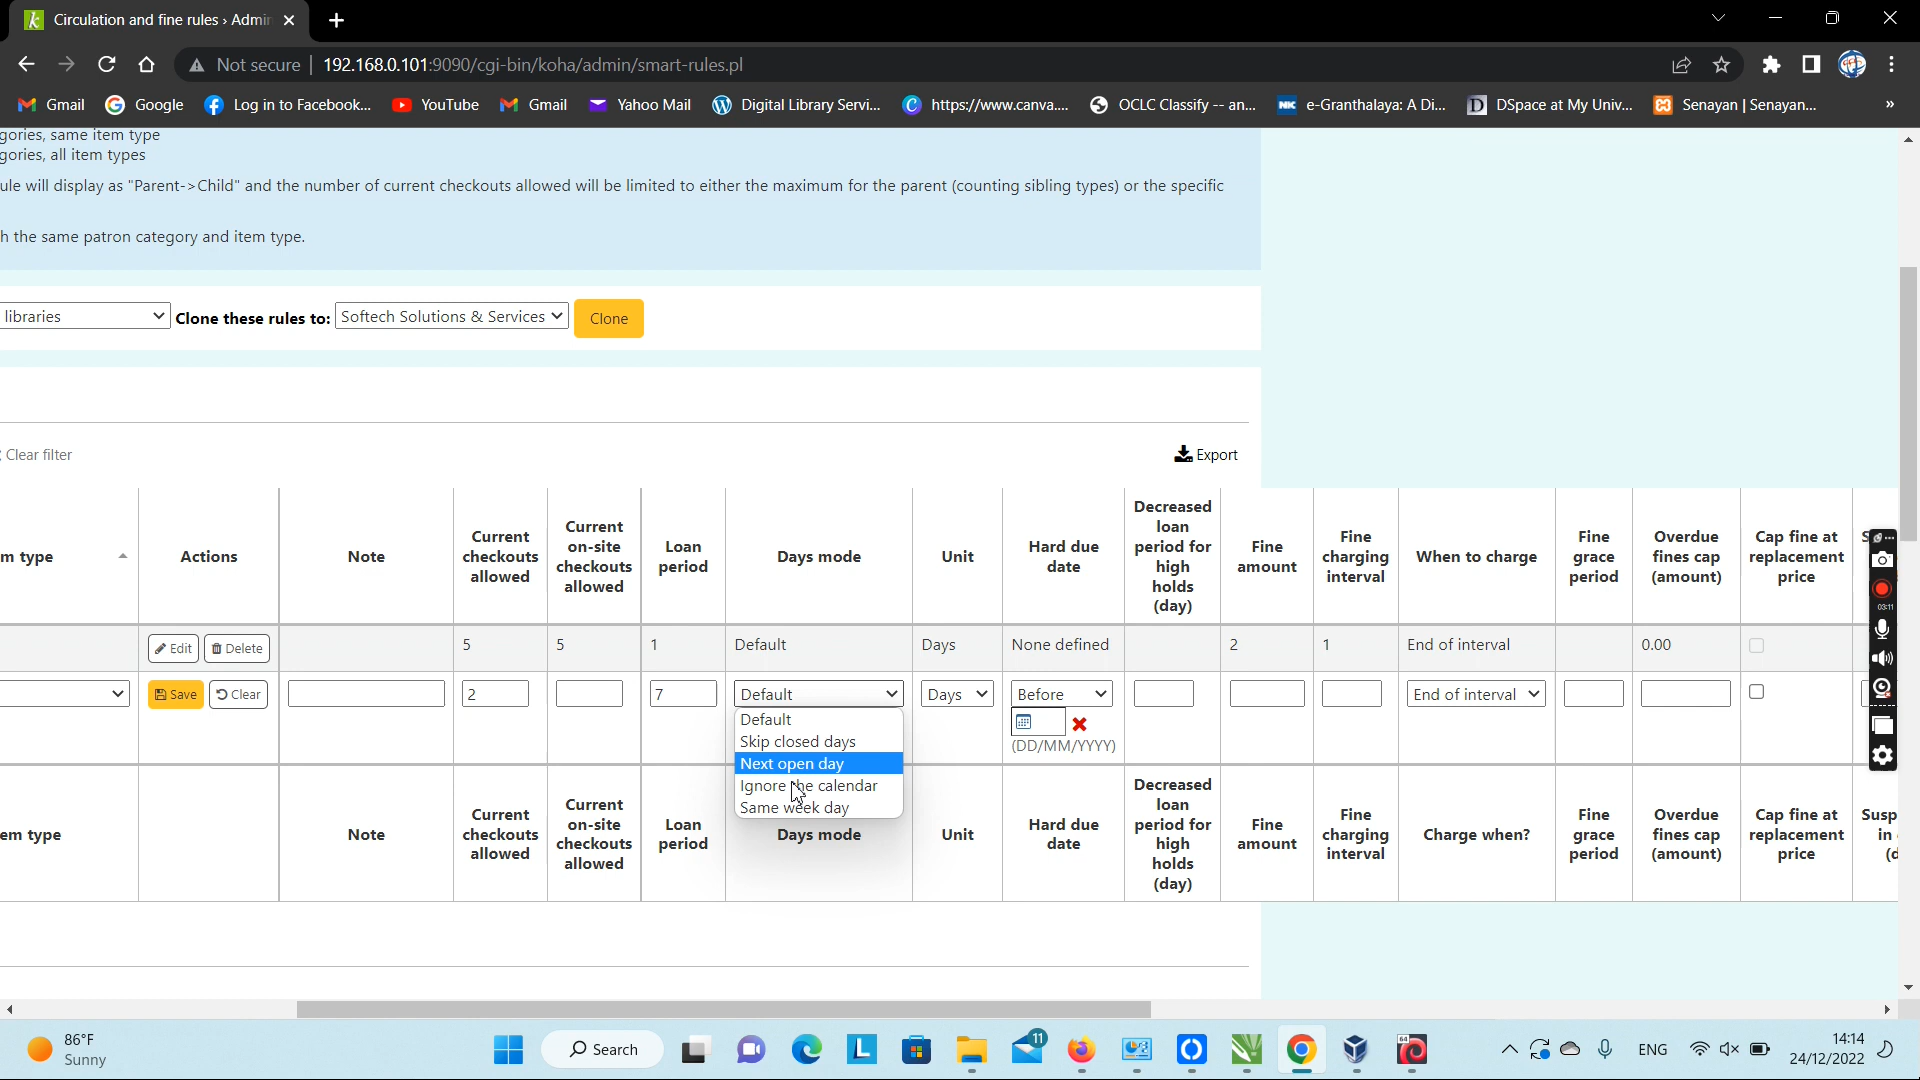 Circulation and fine rules › Admin
Not secure
192.168.0.101:9090/cgi-bin/koha/admin/smart-rules.pl
Gmail
Google
Log in to Facebook...
YouTube
Gmail
Yahoo Mail
Digital Library Servi...
https://www.canva....
OCLC Classify -- an...
e-Granthalaya: A Di...
DSpace at My Univ...
Senayan | Senayan...
»
gories, same item type
gories, all item types
ule will display as "Parent->Child" and the number of current checkouts allowed will be limited to either the maximum for the parent (counting sibling types) or the specific
h the same patron category and item type.
libraries
Clone these rules to:
Softech Solutions & Services
Clone
Clear filter
Export
m type
Actions
Note
Current checkouts allowed
Current on-site checkouts allowed
Loan period
Days mode
Unit
Hard due date
Decreased loan period for high holds (day)
Fine amount
Fine charging interval
When to charge
Fine grace period
Overdue fines cap (amount)
Cap fine at replacement price
Edit
Delete
5
5
1
Default
Days
None defined
2
1
End of interval
0.00
Save
Clear
2
7
Default
Days
Before
(DD/MM/YYYY)
End of interval
Default
Skip closed days
Next open day
Ignore the calendar
Same week day
em type
Note
Current checkouts allowed
Current on-site checkouts allowed
Loan period
Days mode
Unit
Hard due date
Decreased loan period for high holds (day)
Fine amount
Fine charging interval
Charge when?
Fine grace period
Overdue fines cap (amount)
Cap fine at replacement price
Susp
in
(d
03:11
86°F
Sunny
Search
11
64
ENG
14:14
24/12/2022